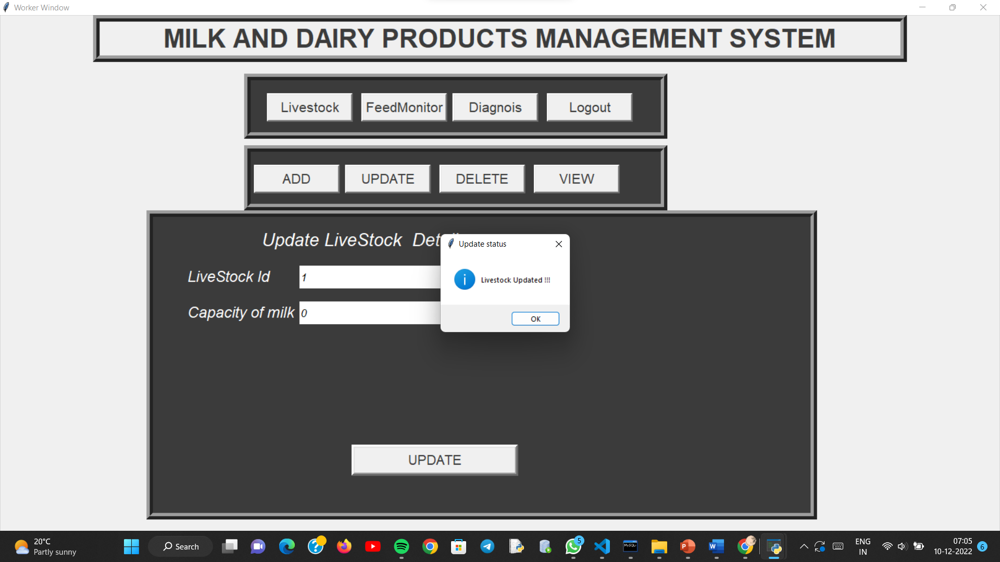 Worker Window
MILK AND DAIRY PRODUCTS MANAGEMENT SYSTEM
Livestock FeedMonitor Diagnois Logout
ADD UPDATE DELETE VIEW
Update LiveStock
Update status
LiveStock Id 1
Livestock Updated !!!
Capacity of milk 0
OK
UPDATE
20°C
Partly sunny
Search
5
MySQL
ENG
IN
07:05
10-12-2022
6